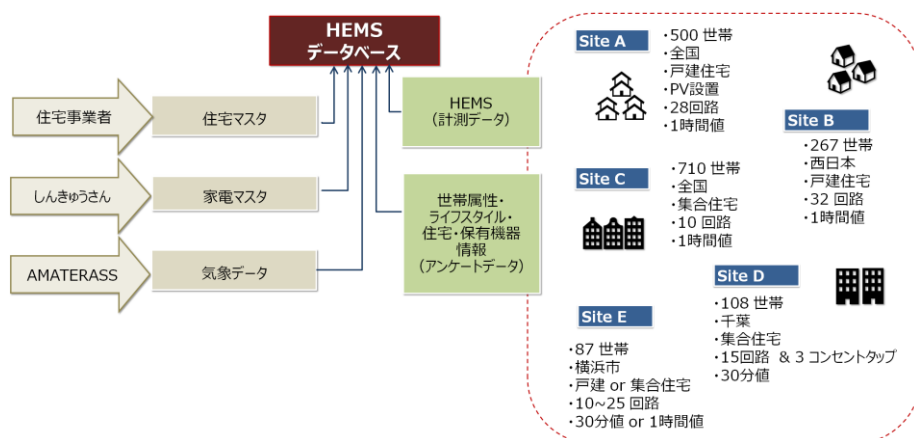 HEMS
データベース
住宅事業者
住宅マスタ
しんきゅうさん
家電マスタ
AMATERASS
気象データ
HEMS
(計測データ)
世帯属性・
ライフスタイル・
住宅・保有機器
情報
(アンケートデータ)
Site A
・500 世帯
・全国
・戸建住宅
・PV設置
・28回路
・1時間値
Site B
・267 世帯
・西日本
・戸建住宅
・32 回路
・1時間値
Site C
・710 世帯
・全国
・集合住宅
・10 回路
・1時間値
Site D
・108 世帯
・千葉
・集合住宅
・15回路 & 3 コンセントタップ
・30分値
Site E
・87 世帯
・横浜市
・戸建 or 集合住宅
・10~25 回路
・30分値 or 1時間値